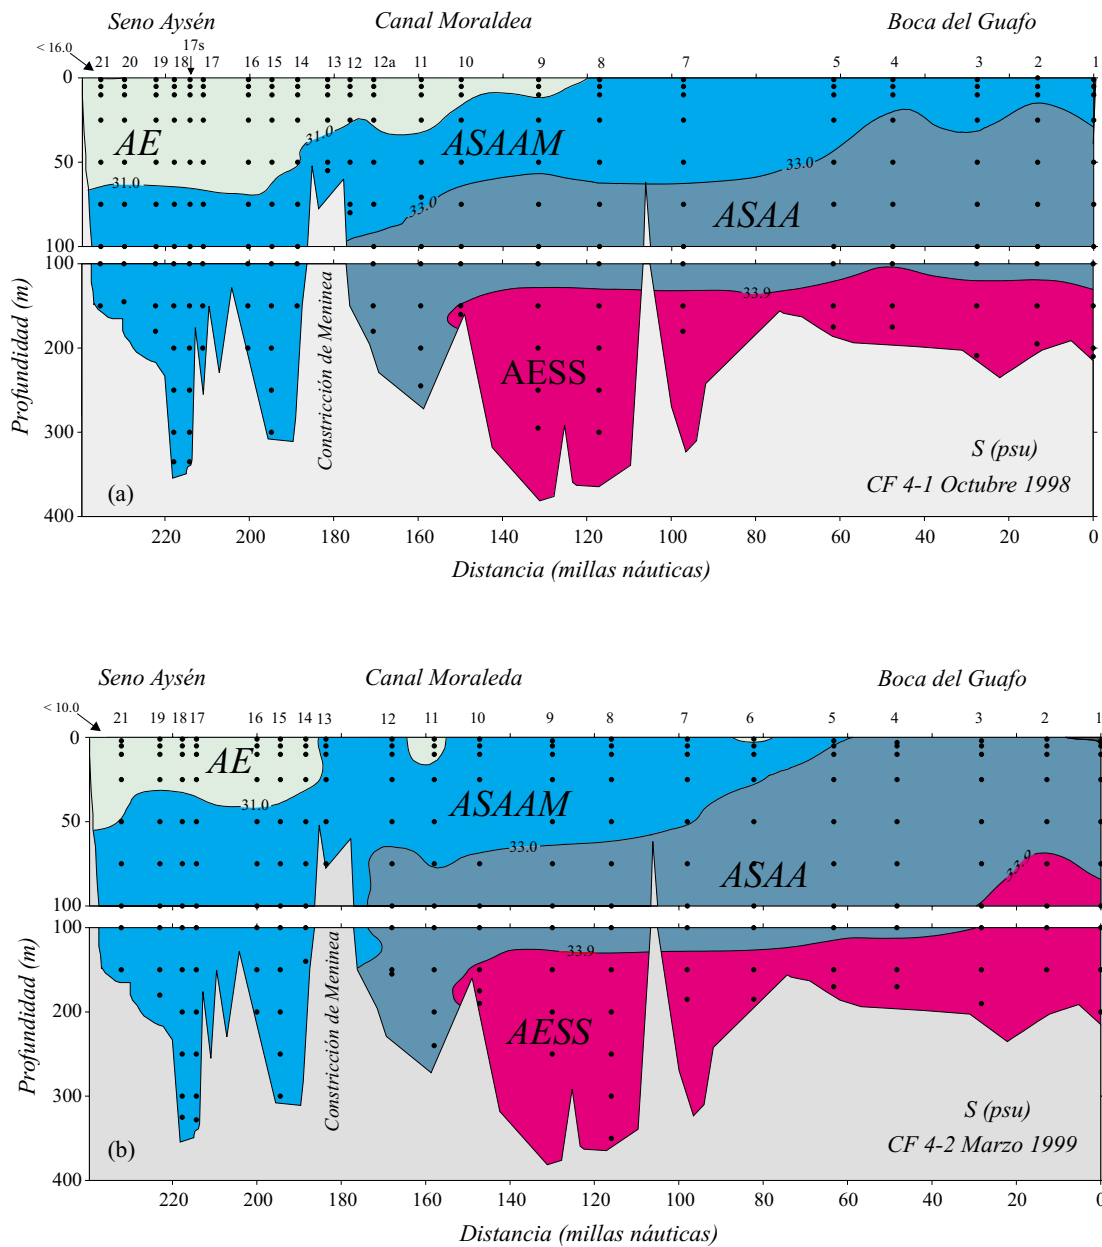 Seno Aysén Canal Moraldea Boca del Guafo
17s
< 16.0
21 20 19 18 17 16 15 14 13 12 12a 11 10 9 8 7 5 4 3 2 1
0
AE
31.0
ASAAM
33.0
50
31.0
33.0
ASAA
100
100
33.9
200
AESS
Constricción de Meninea
300
S (psu)
(a)
CF 4-1 Octubre 1998
400
Profundidad (m)
220 200 180 160 140 120 100 80 60 40 20 0
Distancia (millas náuticas)
Seno Aysén Canal Moraleda Boca del Guafo
< 10.0
21 19 18 17 16 15 14 13 12 11 10 9 8 7 6 5 4 3 2 1
0
AE
31.0
ASAAM
50
33.0
ASAA
33.9
100
100
33.9
200
AESS
Constricción de Meninea
300
S (psu)
(b)
CF 4-2 Marzo 1999
400
Profundidad (m)
220 200 180 160 140 120 100 80 60 40 20 0
Distancia (millas náuticas)